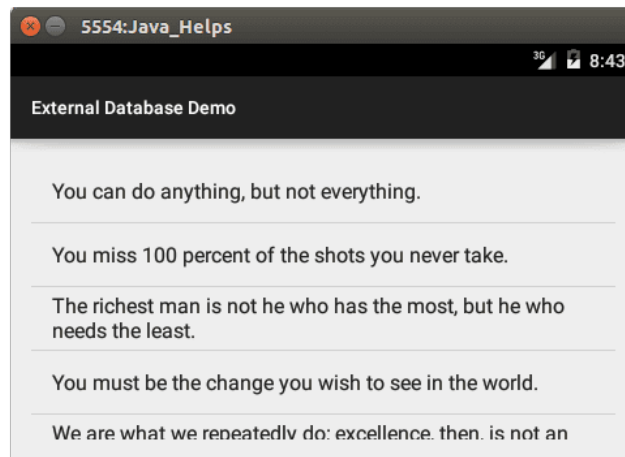 5554:Java_Helps
3G 8:43
External Database Demo
You can do anything, but not everything.
You miss 100 percent of the shots you never take.
The richest man is not he who has the most, but he who
needs the least.
You must be the change you wish to see in the world.
We are what we repeatedly do; excellence, then, is not an